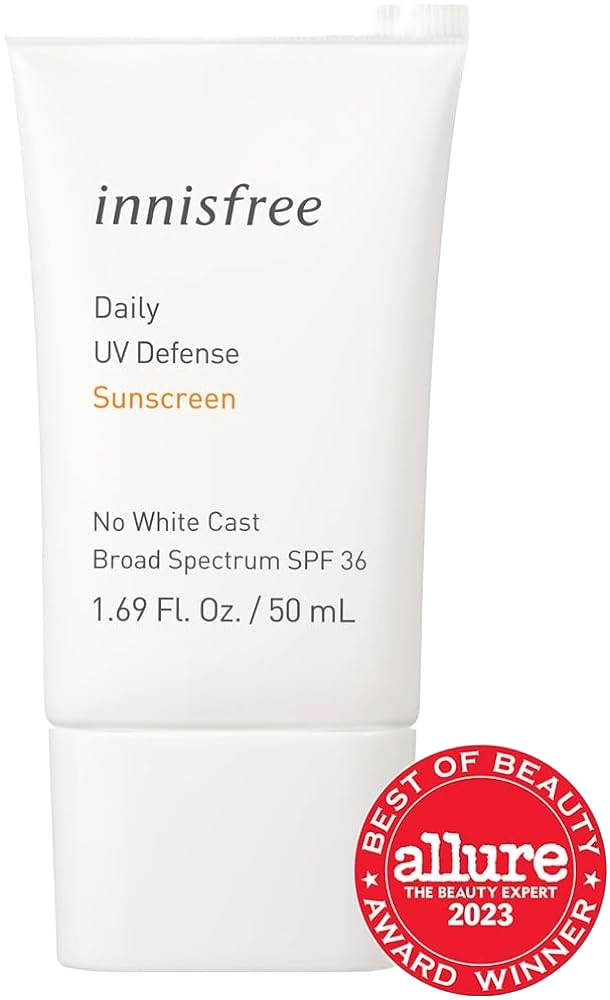 innisfree
Daily
UV Defense
Sunscreen
No White Cast
Broad Spectrum SPF 36
1.69 Fl. Oz. / 50 mL
BEST OF BEAUTY
allure
THE BEAUTY EXPERT
2023
AWARD WINNER